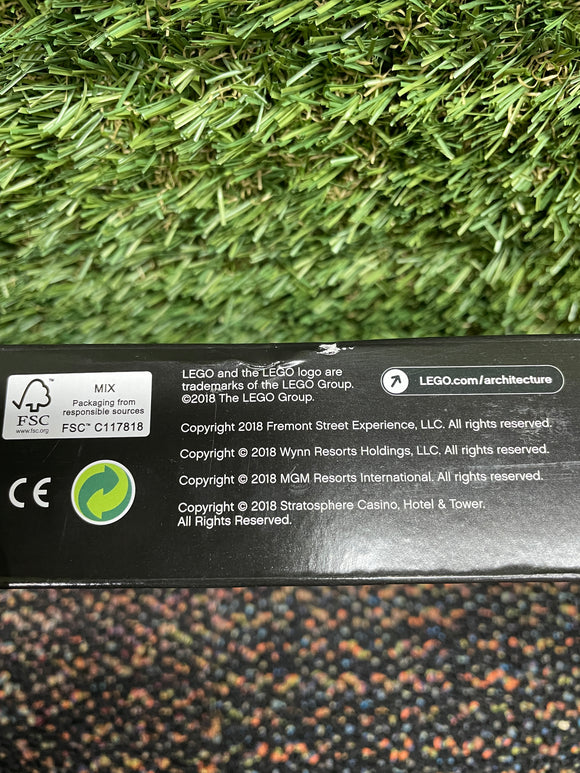 MIX
Packaging from
responsible sources
FSC™ C117818
FSC
www.fsc.org
CE
LEGO and the LEGO logo are
trademarks of the LEGO Group.
©2018 The LEGO Group.
LEGO.com/architecture
Copyright 2018 Fremont Street Experience, LLC. All rights reserved.
Copyright © 2018 Wynn Resorts Holdings, LLC. All rights reserved.
Copyright © 2018 MGM Resorts International. All rights reserved.
Copyright © 2018 Stratosphere Casino, Hotel & Tower.
All Rights Reserved.